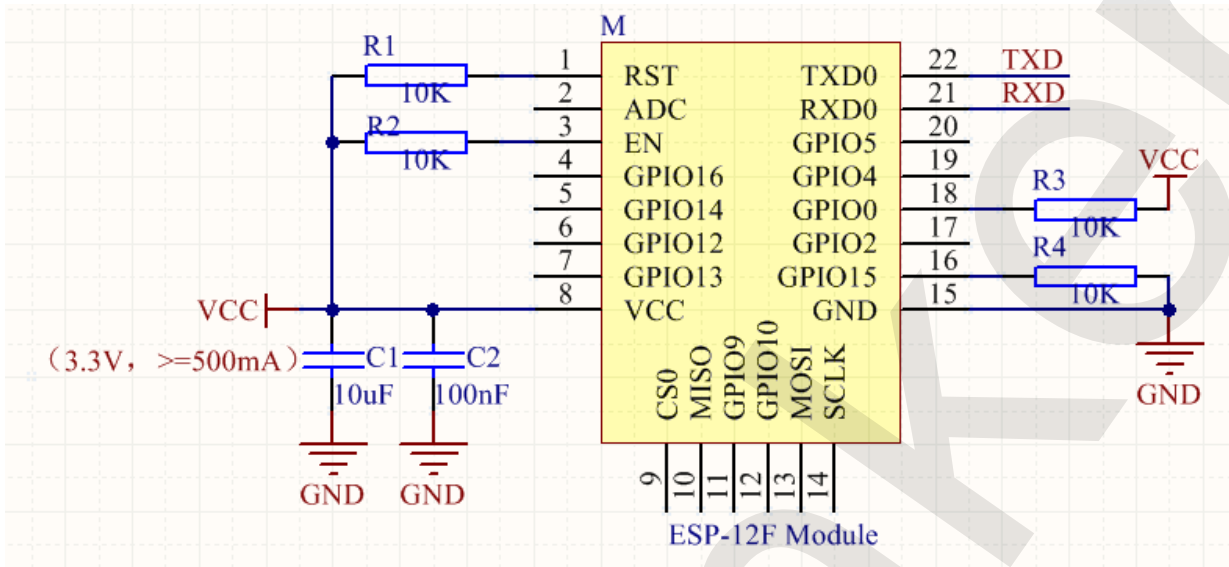 M
R1
10K
R2
10K
1
2
3
4
5
6
7
8
RST
ADC
EN
GPIO16
GPIO14
GPIO12
GPIO13
VCC
TXD0
RXD0
GPIO5
GPIO4
GPIO0
GPIO2
GPIO15
GND
22
21
20
19
18
17
16
15
TXD
RXD
VCC
R3
10K
R4
10K
GND
VCC
（3.3V，>=500mA）
C1
10uF
C2
100nF
GND
GND
CS0
MISO
GPIO9
GPIO10
MOSI
SCLK
9
10
11
12
13
14
ESP-12F Module